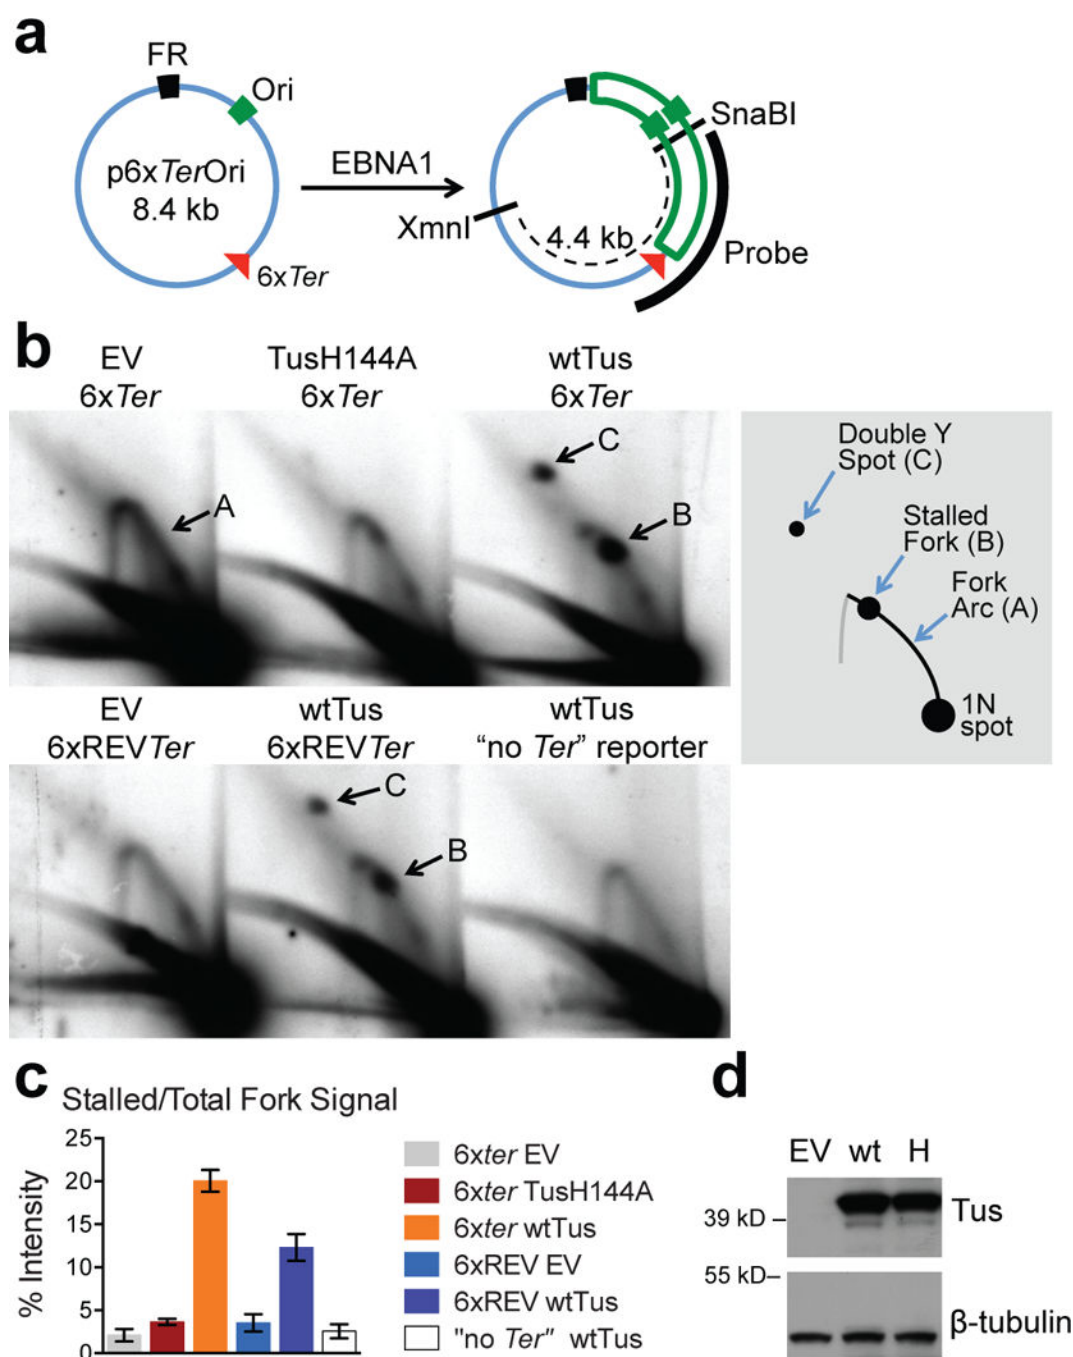 a
FR
Ori
p6xTerOri
8.4 kb
6xTer
EBNA1
SnaBI
XmnI
4.4 kb
Probe
b
EV
6xTer
TusH144A
6xTer
wtTus
6xTer
A
C
B
Double Y
Spot (C)
Stalled
Fork (B)
Fork
Arc (A)
1N
spot
EV
6xREVTer
wtTus
6xREVTer
wtTus
“no Ter” reporter
C
B
c
Stalled/Total Fork Signal
% Intensity
25
20
15
10
5
0
6xter EV
6xter TusH144A
6xter wtTus
6xREV EV
6xREV wtTus
"no Ter" wtTus
d
EV wt H
39 kD
Tus
55 kD
β-tubulin